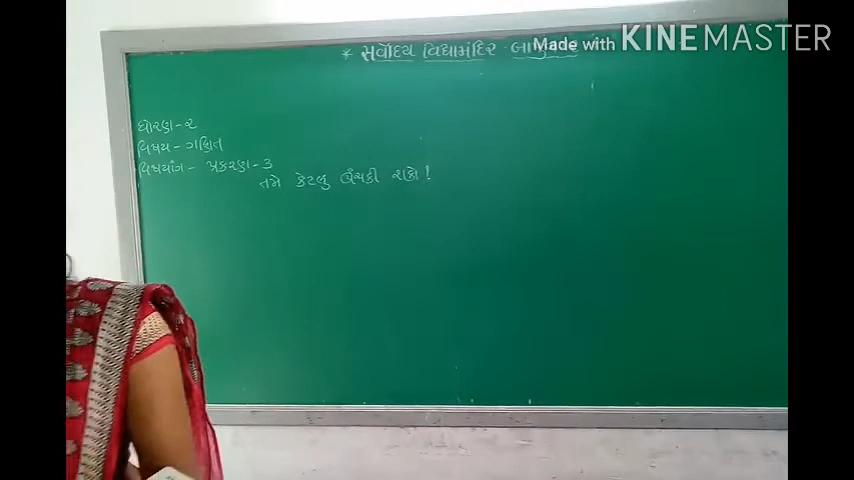 * સર્વોદય વિદ્યામંદિર
Made with KINEMASTER
ધોરણ - ૨
વિષય - ગણિત
વિષયાંગ - પ્રકરણ - ૩
તમે કેટલુ ઊંચકી શકો !